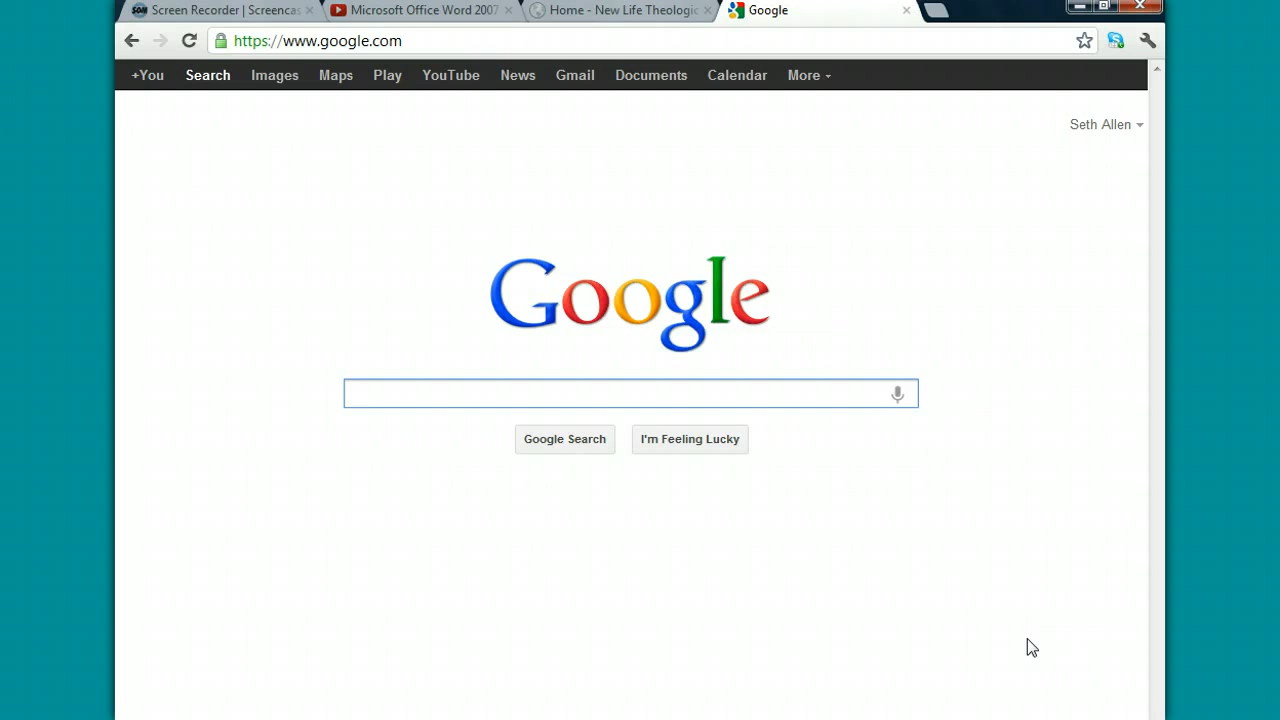 Screen Recorder | Screencas Microsoft Office Word 2007 Home - New Life Theologic Google
https://www.google.com
+You Search Images Maps Play YouTube News Gmail Documents Calendar More
Seth Allen
Google
Google Search I'm Feeling Lucky